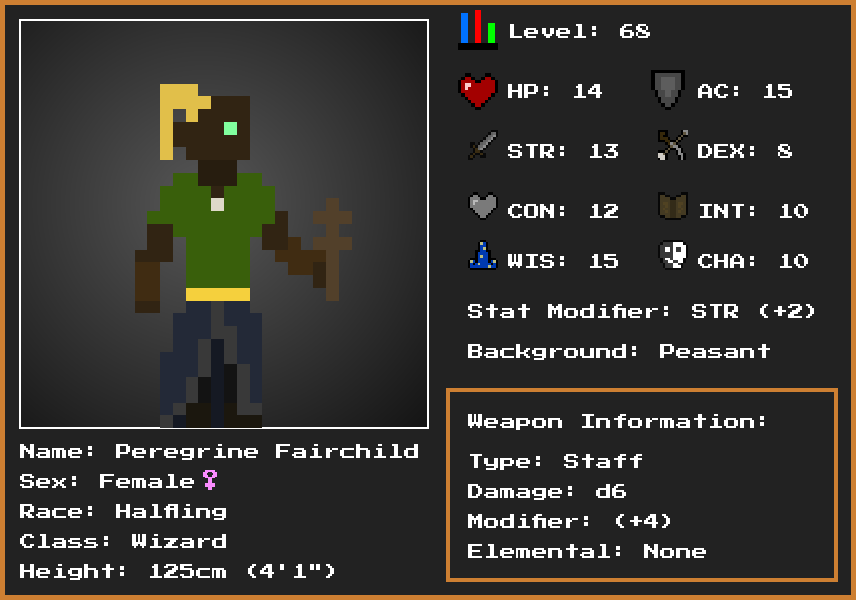 Level: 68
HP: 14
AC: 15
STR: 13
DEX: 8
CON: 12
INT: 10
WIS: 15
CHA: 10
Stat Modifier: STR (+2)
Background: Peasant
Name: Peregrine Fairchild
Sex: Female♀
Race: Halfling
Class: Wizard
Height: 125cm (4'1")
Weapon Information:
Type: Staff
Damage: d6
Modifier: (+4)
Elemental: None